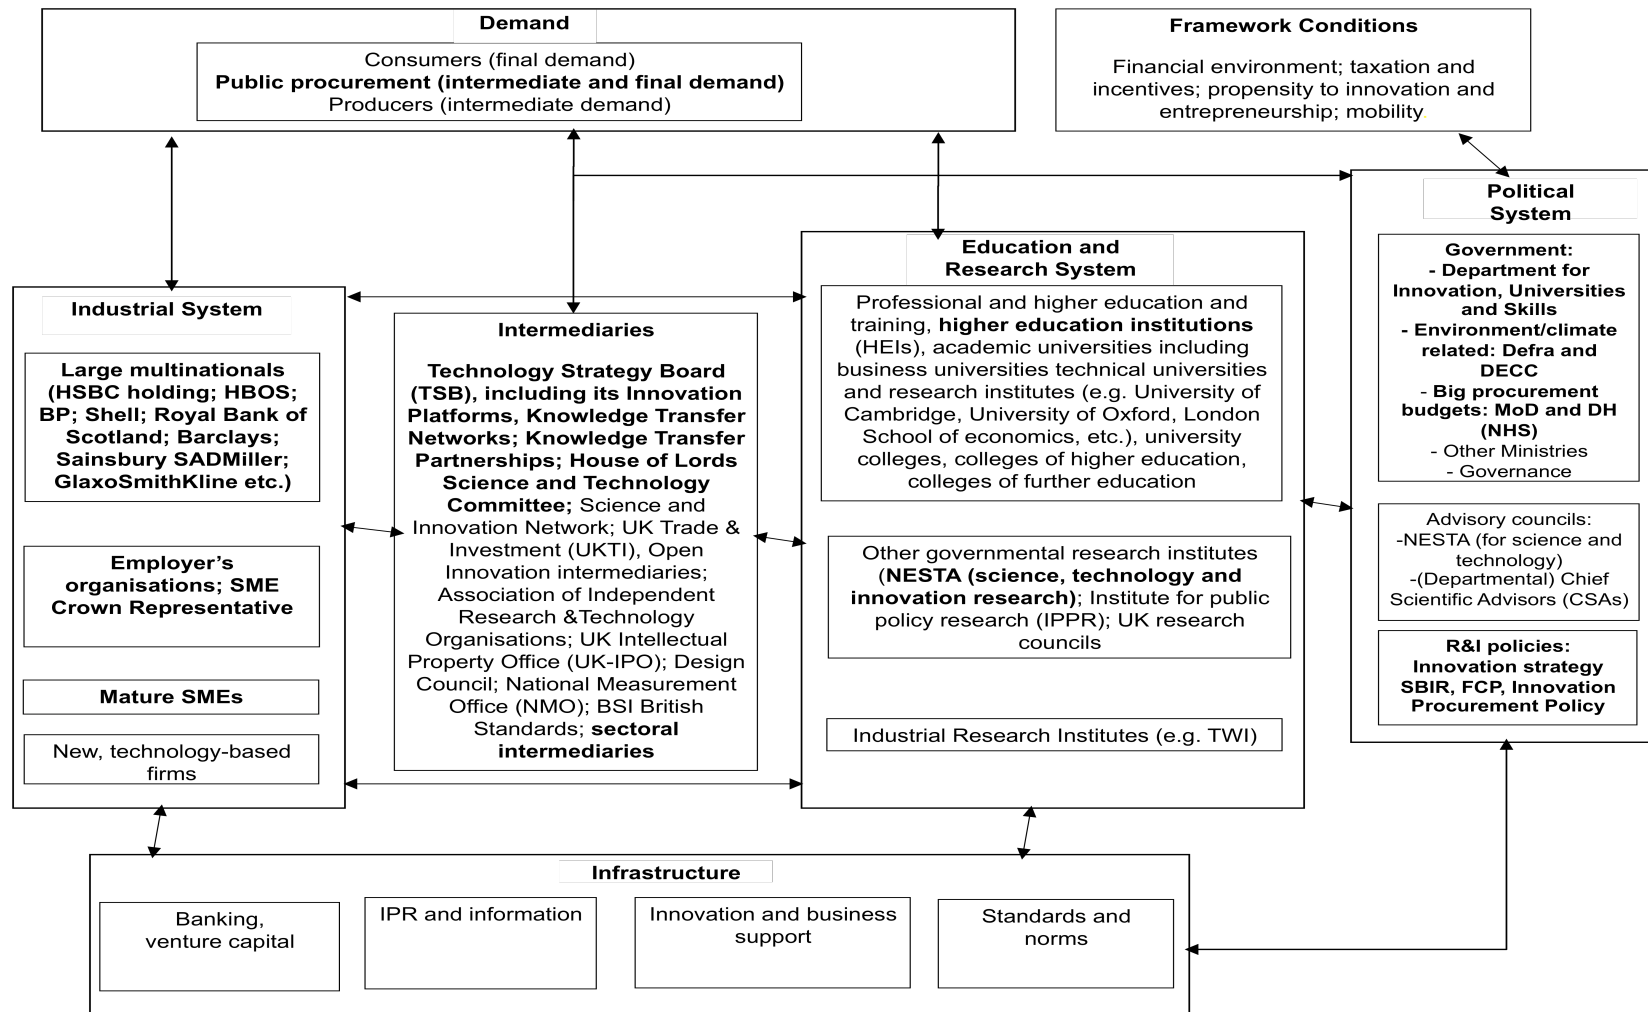 Demand
Consumers (final demand)
Public procurement (intermediate and final demand)
Producers (intermediate demand)
Framework Conditions
Financial environment; taxation and
incentives; propensity to innovation and
entrepreneurship; mobility.
Industrial System
Large multinationals
(HSBC holding; HBOS;
BP; Shell; Royal Bank of
Scotland; Barclays;
Sainsbury SADMiller;
GlaxoSmithKline etc.)
Employer's
organisations; SME
Crown Representative
Mature SMEs
New, technology-based
firms
Intermediaries
Technology Strategy Board
(TSB), including its Innovation
Platforms, Knowledge Transfer
Networks; Knowledge Transfer
Partnerships; House of Lords
Science and Technology
Committee; Science and
Innovation Network; UK Trade &
Investment (UKTI), Open
Innovation intermediaries;
Association of Independent
Research &Technology
Organisations; UK Intellectual
Property Office (UK-IPO); Design
Council; National Measurement
Office (NMO); BSI British
Standards; sectoral
intermediaries
Education and
Research System
Professional and higher education and
training, higher education institutions
(HEIs), academic universities including
business universities technical universities
and research institutes (e.g. University of
Cambridge, University of Oxford, London
School of economics, etc.), university
colleges, colleges of higher education,
colleges of further education
Other governmental research institutes
(NESTA (science, technology and
innovation research); Institute for public
policy research (IPPR); UK research
councils
Industrial Research Institutes (e.g. TWI)
Political
System
Government:
- Department for
Innovation, Universities
and Skills
- Environment/climate
related: Defra and
DECC
- Big procurement
budgets: MoD and DH
(NHS)
- Other Ministries
- Governance
Advisory councils:
-NESTA (for science and
technology)
-(Departmental) Chief
Scientific Advisors (CSAs)
R&I policies:
Innovation strategy
SBIR, FCP, Innovation
Procurement Policy
Infrastructure
Banking,
venture capital
IPR and information
Innovation and business
support
Standards and
norms